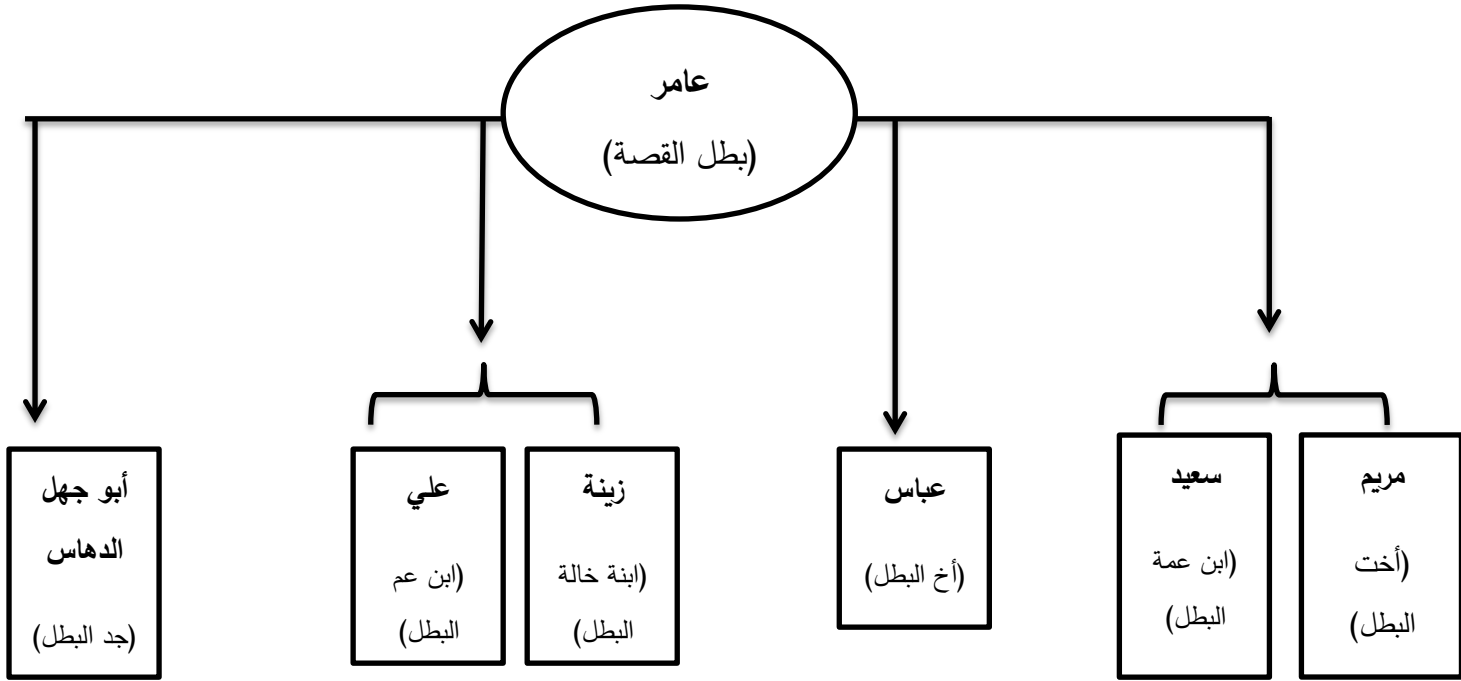 عامر
(بطل القصة)
مريم
(أخت
البطل)
سعيد
(ابن عمة
البطل)
عباس
(أخ البطل)
زينة
(ابنة خالة
البطل)
علي
(ابن عم
البطل)
أبو جهل
الدهاس
(جد البطل)